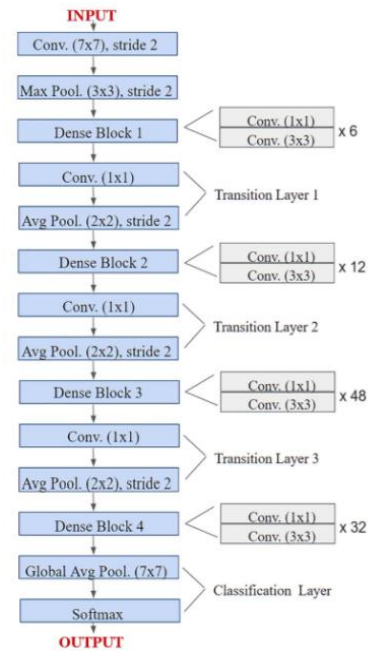 INPUT
Conv. (7x7), stride 2
Max Pool. (3x3), stride 2
Dense Block 1
Conv. (1x1)
Conv. (3x3)
x 6
Conv. (1x1)
Transition Layer 1
Avg Pool. (2x2), stride 2
Dense Block 2
Conv. (1x1)
Conv. (3x3)
x 12
Conv. (1x1)
Transition Layer 2
Avg Pool. (2x2), stride 2
Dense Block 3
Conv. (1x1)
Conv. (3x3)
x 48
Conv. (1x1)
Transition Layer 3
Avg Pool. (2x2), stride 2
Dense Block 4
Conv. (1x1)
Conv. (3x3)
x 32
Global Avg Pool. (7x7)
Classification Layer
Softmax
OUTPUT